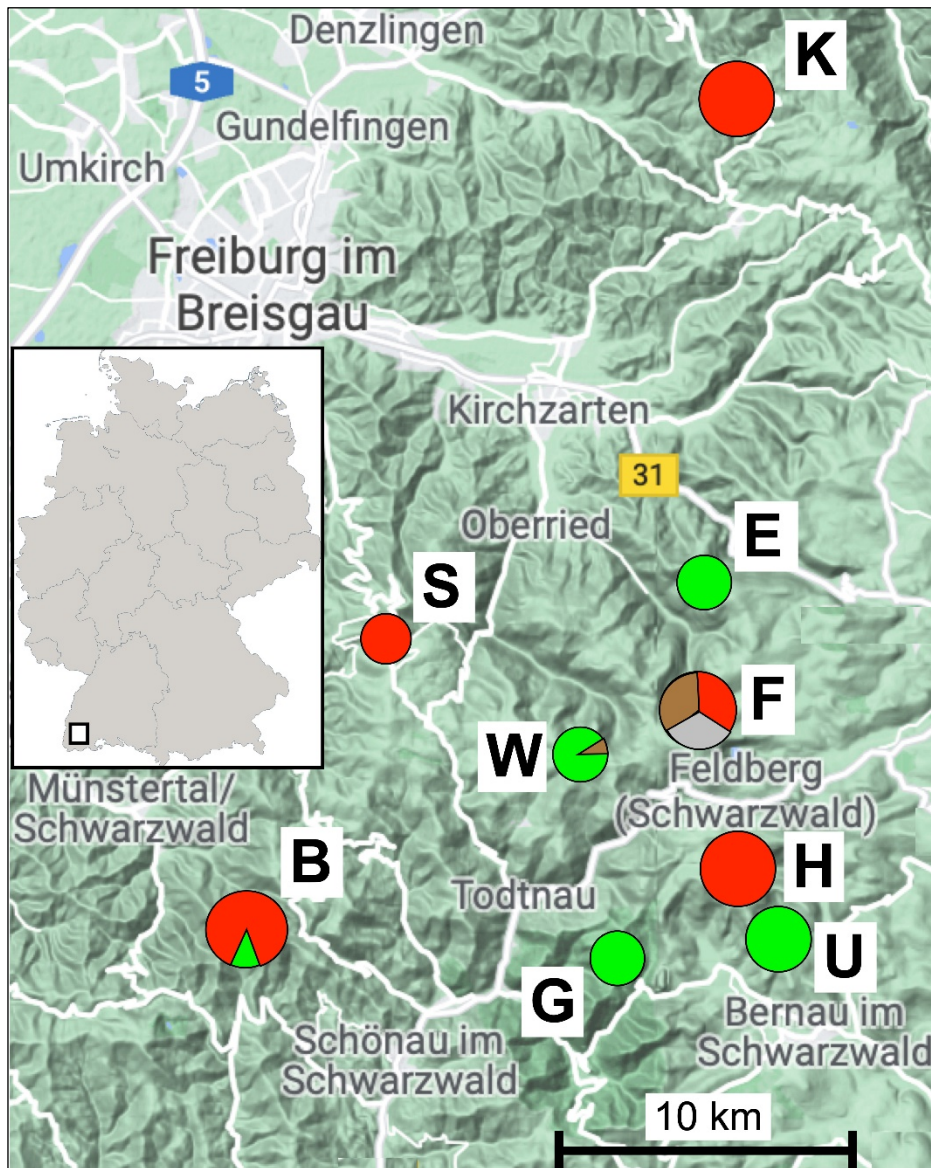 Denzlingen
K
5
Gundelfingen
Umkirch
Freiburg im
Breisgau
Kirchzarten
31
Oberried
E
S
F
W
Feldberg
(Schwarzwald)
Münstertal/
Schwarzwald
B
H
Todtnau
U
G
Bernau im
Schwarzwald
Schönau im
Schwarzwald
10 km